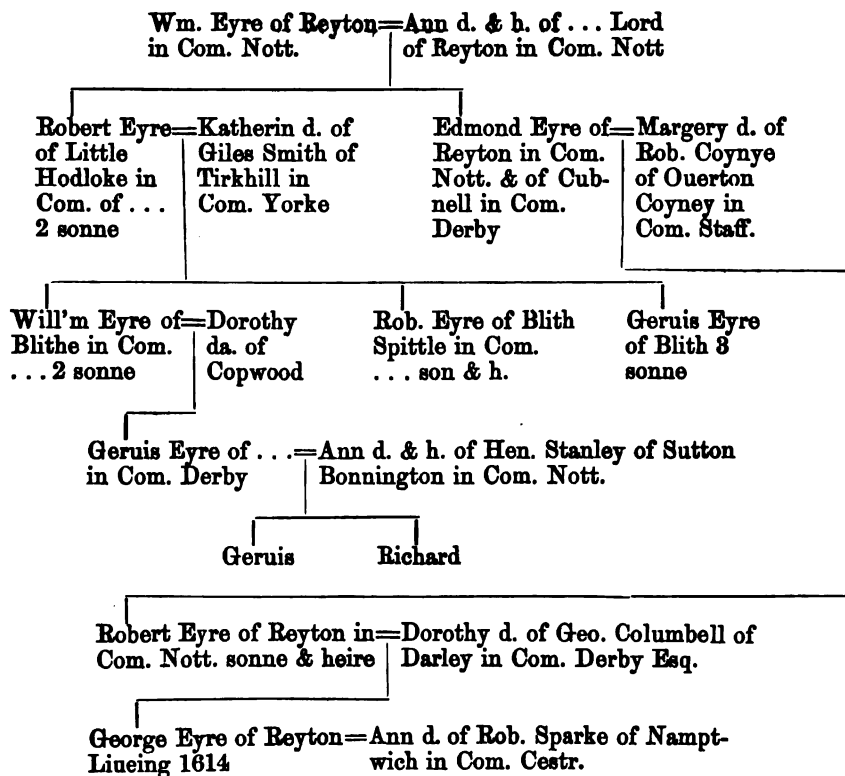 Wm. Eyre of Reyton=Ann d. & h. of ... Lord
in Com. Nott. of Reyton in Com. Nott
Robert Eyre=Katherin d. of
of Little Giles Smith of
Hodloke in Tirkhill in
Com. of ... Com. Yorke
2 sonne
Edmond Eyre of=Margery d. of
Reyton in Com. Rob. Coynye
Nott. & of Cub- of Ouerton
nell in Com. Coyney in
Derby Com. Staff.
Will'm Eyre of=Dorothy
Blithe in Com. da. of
... 2 sonne Copwood
Rob. Eyre of Blith
Spittle in Com.
... son & h.
Geruis Eyre
of Blith 3
sonne
Geruis Eyre of ...=Ann d. & h. of Hen. Stanley of Sutton
in Com. Derby Bonnington in Com. Nott.
Geruis Richard
Robert Eyre of Reyton in=Dorothy d. of Geo. Columbell of
Com. Nott. sonne & heire Darley in Com. Derby Esq.
George Eyre of Reyton=Ann d. of Rob. Sparke of Nampt-
Liueing 1614 wich in Com. Cestr.